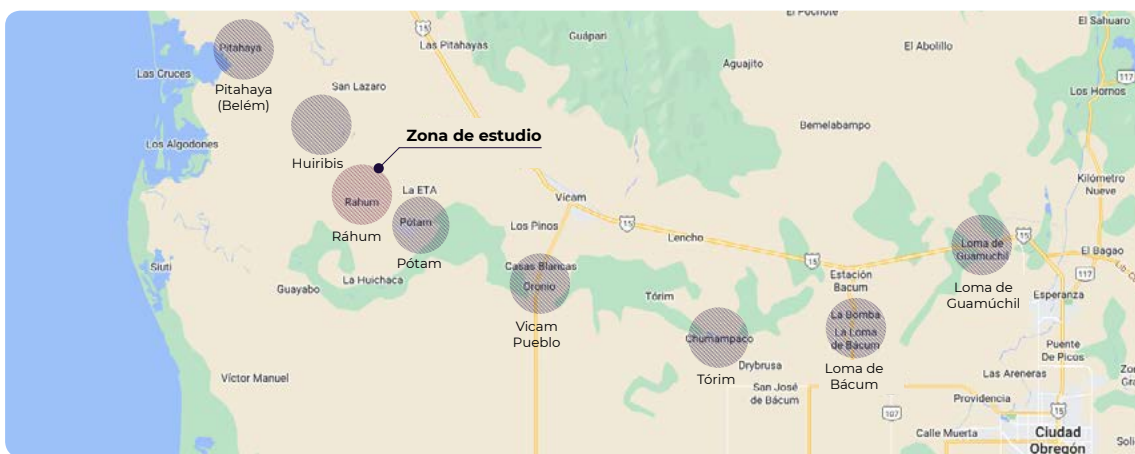 El Pochote
15
El Sahuaro
Las Pitahayas
Guápari
El Abolillo
Pitahaya
Aguajito
117
Las Cruces
Pitahaya
(Belém)
San Lazaro
Los Hornos
Bemelabampo
Zona de estudio
Los Algodones
Huiribis
Kilómetro
Nueve
La ETA
Rahum
Vicam
Pótam
Los Pinos
15
Lencho
Ráhum
Loma de
Guamuchil
15
El Bagao
Pótam
Casas Blancas
15
Siuti
Estación
Bacum
117
La Huichaca
Oronio
Guayabo
Tórim
Loma de
Guamúchil
Esperanza
La Bomba
Vicam
Pueblo
Chumampaco
La Loma
de Bácum
Puente
De Picos
Drybrusa
Loma de
Bácum
Tórim
Las Areneras
Víctor Manuel
San José
de Bácum
Providencia
107
15
Calle Muerta
Ciudad
Obregón